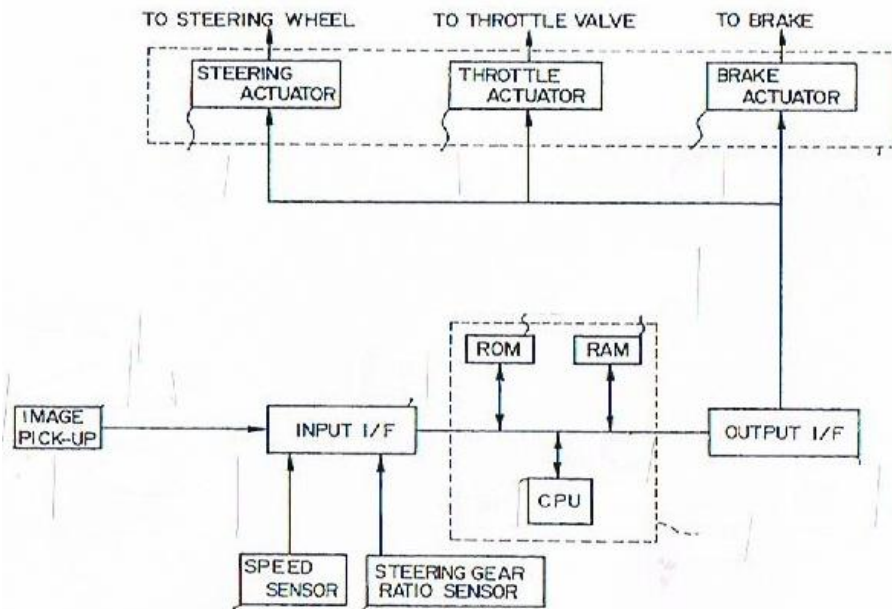 TO STEERING WHEEL
TO THROTTLE VALVE
TO BRAKE
STEERING
ACTUATOR
THROTTLE
ACTUATOR
BRAKE
ACTUATOR
ROM
RAM
IMAGE
PICK-UP
INPUT I/F
OUTPUT I/F
CPU
SPEED
SENSOR
STEERING GEAR
RATIO SENSOR